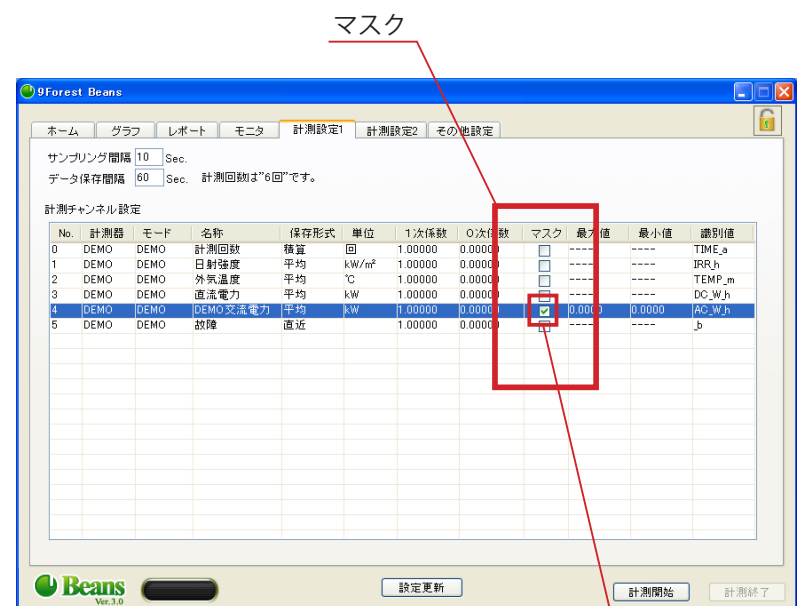 マスク
9Forest Beans
ホーム グラフ レポート モニタ 計測設定1 計測設定2 その他設定
サンプリング間隔 10 Sec.
データ保存間隔 60 Sec. 計測回数は"6回"です。
計測チャンネル設定
No. 計測器 モード 名称 保存形式 単位 1次係数 0次係数 マスク 最大値 最小値 識別値
0 DEMO DEMO 計測回数 積算 回 1.00000 0.00000 ---- ---- TIME_a
1 DEMO DEMO 日射強度 平均 kW/m² 1.00000 0.00000 ---- ---- IRR_h
2 DEMO DEMO 外気温度 平均 ℃ 1.00000 0.00000 ---- ---- TEMP_m
3 DEMO DEMO 直流電力 平均 kW 1.00000 0.00000 ---- ---- DC_W_h
4 DEMO DEMO DEMO交流電力 平均 kW 1.00000 0.00000 0.0000 0.0000 AC_W_h
5 DEMO DEMO 故障 直近 1.00000 0.00000 ---- ---- _b
Beans
Ver.3.0
設定更新 計測開始 計測終了